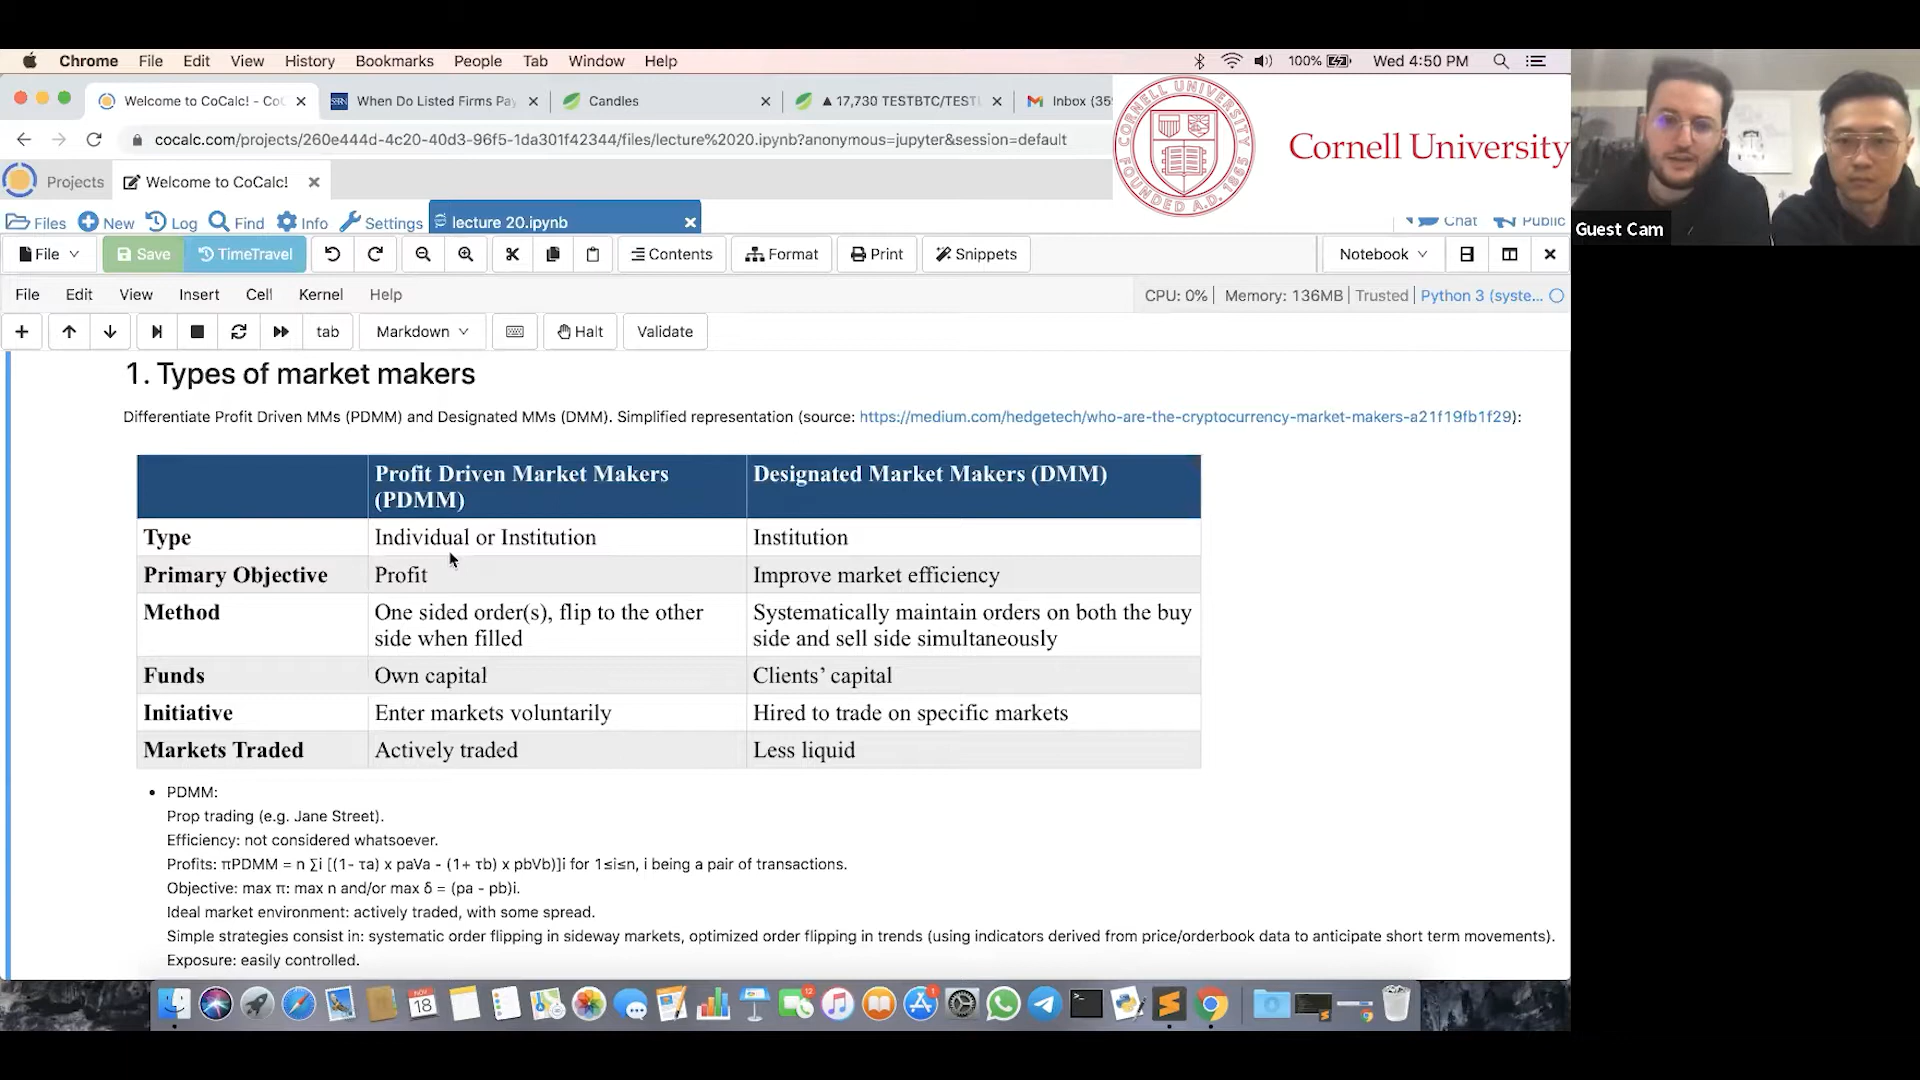 Chrome File Edit View History Bookmarks People Tab Window Help 100% Wed 4:50 PM
Welcome to CoCalc! - Co When Do Listed Firms Pay Candles ▲ 17,730 TESTBTC/TEST Inbox (35
cocalc.com/projects/260e444d-4c20-40d3-96f5-1da301f42344/files/lecture%2020.ipynb?anonymous=jupyter&session=default
CORNELL UNIVERSITY
FOUNDED A.D. 1865
Cornell University
Projects Welcome to CoCalc!
Files New Log Find Info Settings lecture 20.ipynb Chat Public
Guest Cam
File Save TimeTravel Contents Format Print Snippets Notebook
File Edit View Insert Cell Kernel Help CPU: 0% Memory: 136MB Trusted Python 3 (syste...
tab Markdown Halt Validate
1. Types of market makers
Differentiate Profit Driven MMs (PDMM) and Designated MMs (DMM). Simplified representation (source: https://medium.com/hedgetech/who-are-the-cryptocurrency-market-makers-a21f19fb1f29):
Profit Driven Market Makers (PDMM) Designated Market Makers (DMM)
Type Individual or Institution Institution
Primary Objective Profit Improve market efficiency
Method One sided order(s), flip to the other side when filled Systematically maintain orders on both the buy side and sell side simultaneously
Funds Own capital Clients' capital
Initiative Enter markets voluntarily Hired to trade on specific markets
Markets Traded Actively traded Less liquid
• PDMM:
Prop trading (e.g. Jane Street).
Efficiency: not considered whatsoever.
Profits: πPDMM = n ∑i [(1- τa) x paVa - (1+ τb) x pbVb)]i for 1≤i≤n, i being a pair of transactions.
Objective: max π: max n and/or max δ = (pa - pb)i.
Ideal market environment: actively traded, with some spread.
Simple strategies consist in: systematic order flipping in sideway markets, optimized order flipping in trends (using indicators derived from price/orderbook data to anticipate short term movements).
Exposure: easily controlled.
NOV
18
12
1